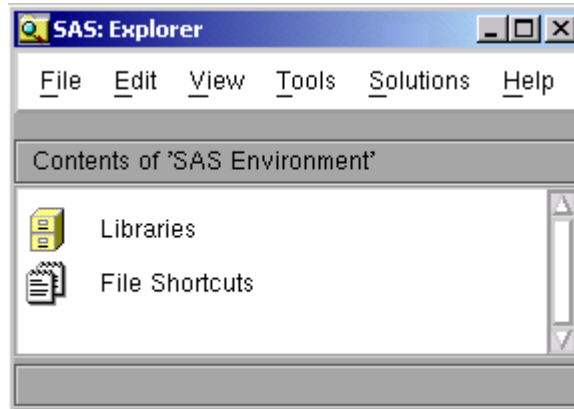 SAS: Explorer
File Edit View Tools Solutions Help
Contents of 'SAS Environment'
Libraries
File Shortcuts